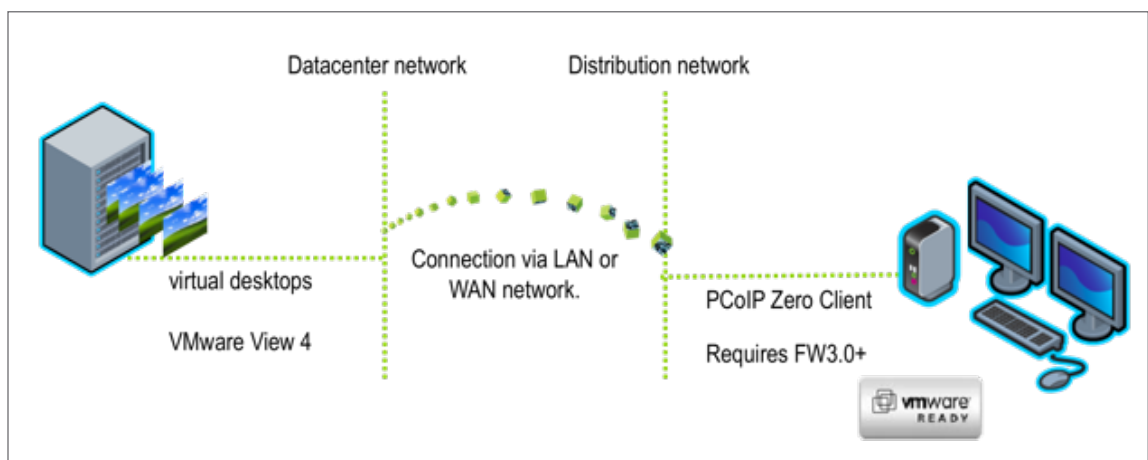 Datacenter network
Distribution network
virtual desktops
VMware View 4
Connection via LAN or
WAN network.
PCoIP Zero Client
Requires FW3.0+
vmware
READY